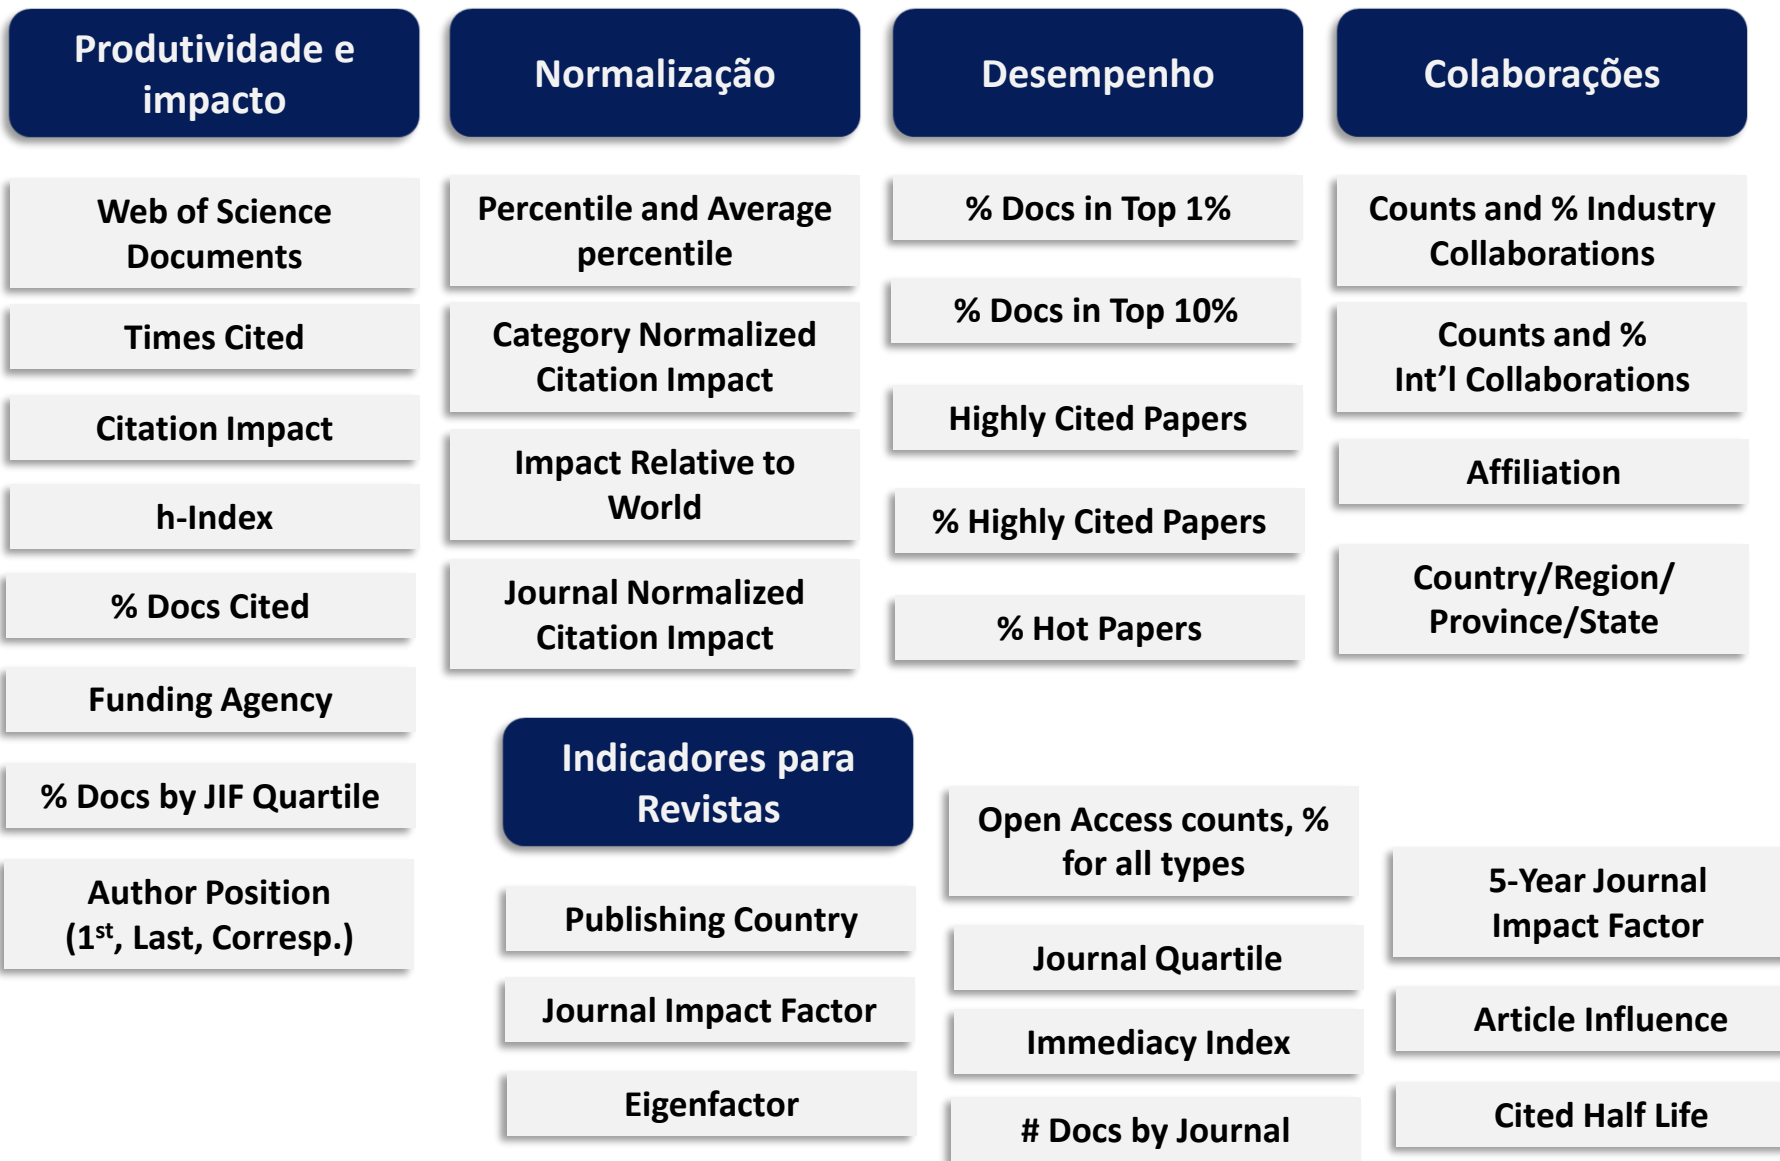 Produtividade e
impacto
Web of Science
Documents
Times Cited
Citation Impact
h-Index
% Docs Cited
Funding Agency
% Docs by JIF Quartile
Author Position
(1st, Last, Corresp.)
Normalização
Percentile and Average
percentile
Category Normalized
Citation Impact
Impact Relative to
World
Journal Normalized
Citation Impact
Desempenho
% Docs in Top 1%
% Docs in Top 10%
Highly Cited Papers
% Highly Cited Papers
% Hot Papers
Colaborações
Counts and % Industry
Collaborations
Counts and %
Int’l Collaborations
Affiliation
Country/Region/
Province/State
Indicadores para
Revistas
Publishing Country
Journal Impact Factor
Eigenfactor
Open Access counts, %
for all types
Journal Quartile
Immediacy Index
# Docs by Journal
5-Year Journal
Impact Factor
Article Influence
Cited Half Life